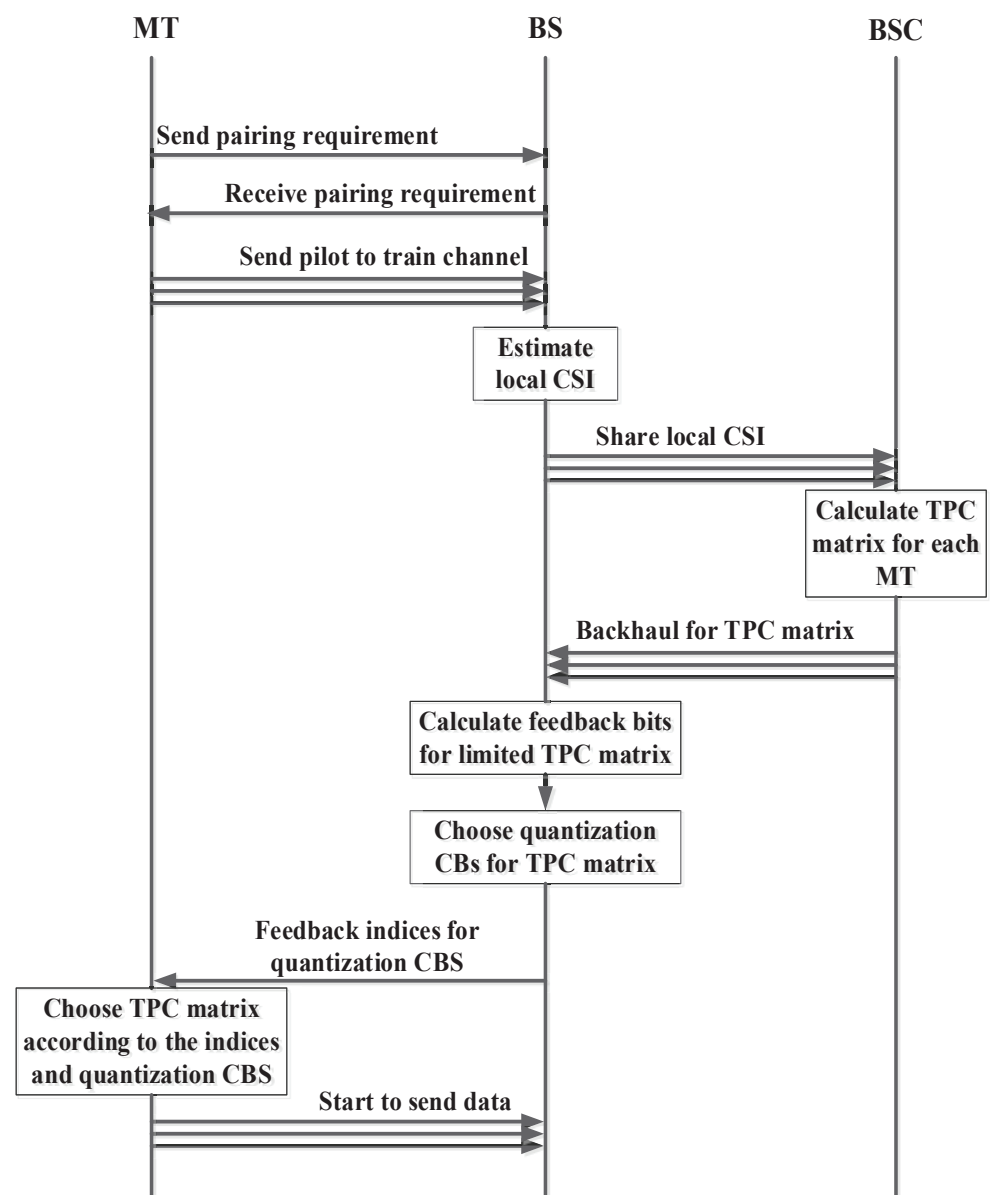 MT
BS
BSC
Send pairing requirement
Receive pairing requirement
Send pilot to train channel
Estimate
local CSI
Share local CSI
Calculate TPC
matrix for each
MT
Backhaul for TPC matrix
Calculate feedback bits
for limited TPC matrix
Choose quantization
CBs for TPC matrix
Feedback indices for
quantization CBS
Choose TPC matrix
according to the indices
and quantization CBS
Start to send data